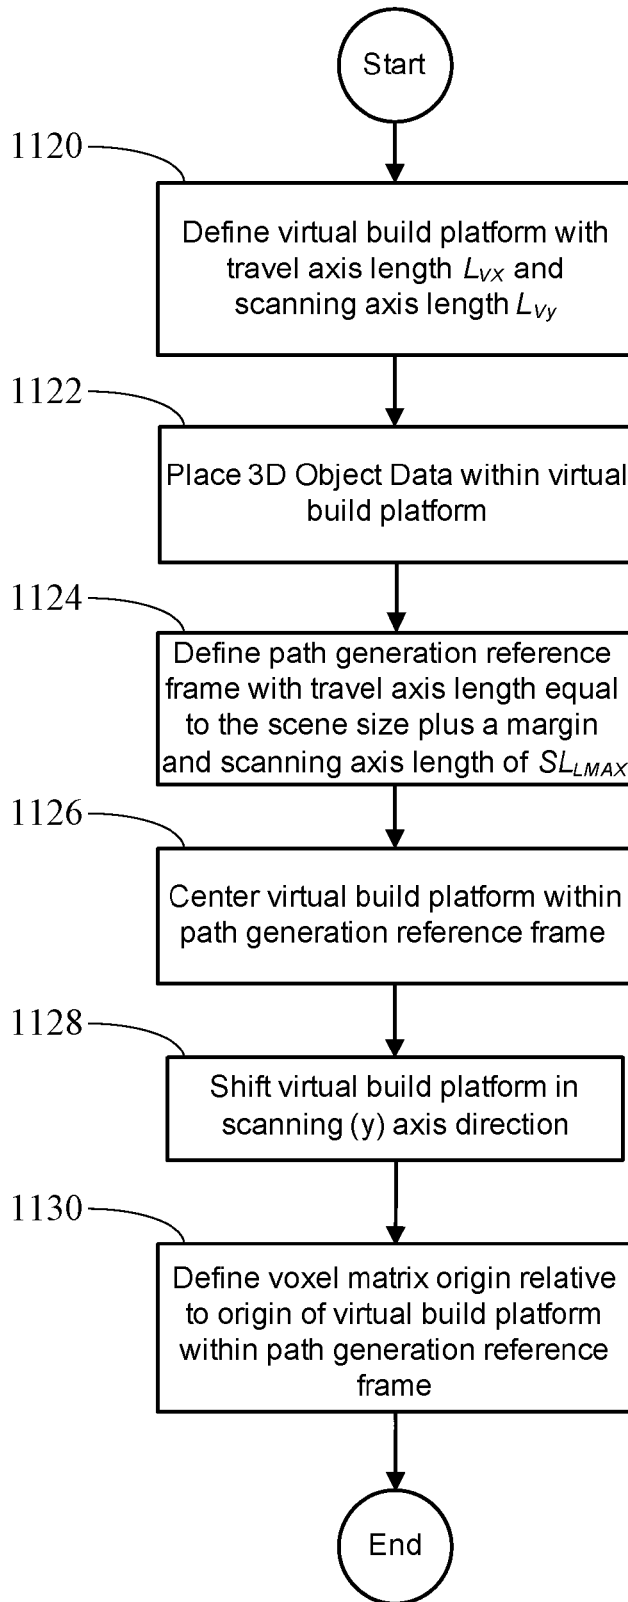 Start
1120
Define virtual build platform with
travel axis length LVX and
scanning axis length LVy
1122
Place 3D Object Data within virtual
build platform
1124
Define path generation reference
frame with travel axis length equal
to the scene size plus a margin
and scanning axis length of SLLMAX
1126
Center virtual build platform within
path generation reference frame
1128
Shift virtual build platform in
scanning (y) axis direction
1130
Define voxel matrix origin relative
to origin of virtual build platform
within path generation reference
frame
End